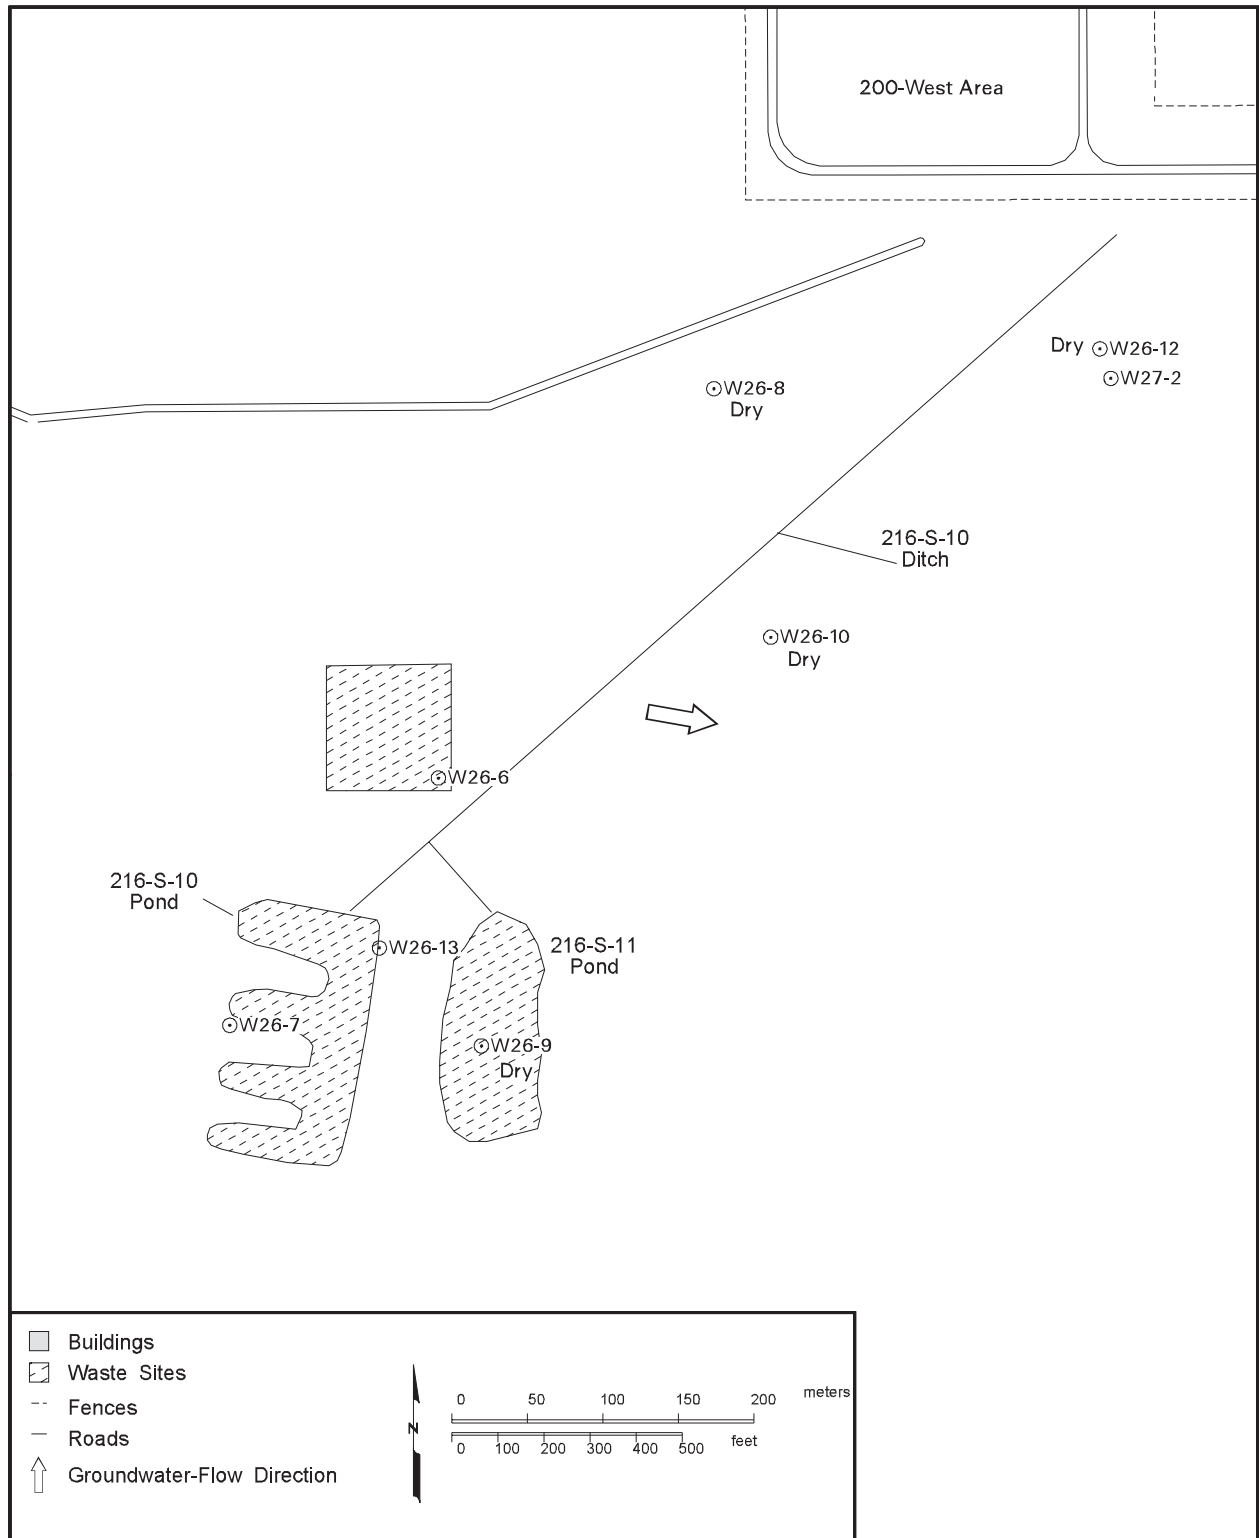 200-West Area
Dry W26-12
W27-2
W26-8
Dry
216-S-10
Ditch
W26-10
Dry
W26-6
216-S-10
Pond
W26-13
216-S-11
Pond
W26-7
W26-9
Dry
Buildings
Waste Sites
Fences
Roads
Groundwater-Flow Direction
N
0 50 100 150 200 meters
0 100 200 300 400 500 feet